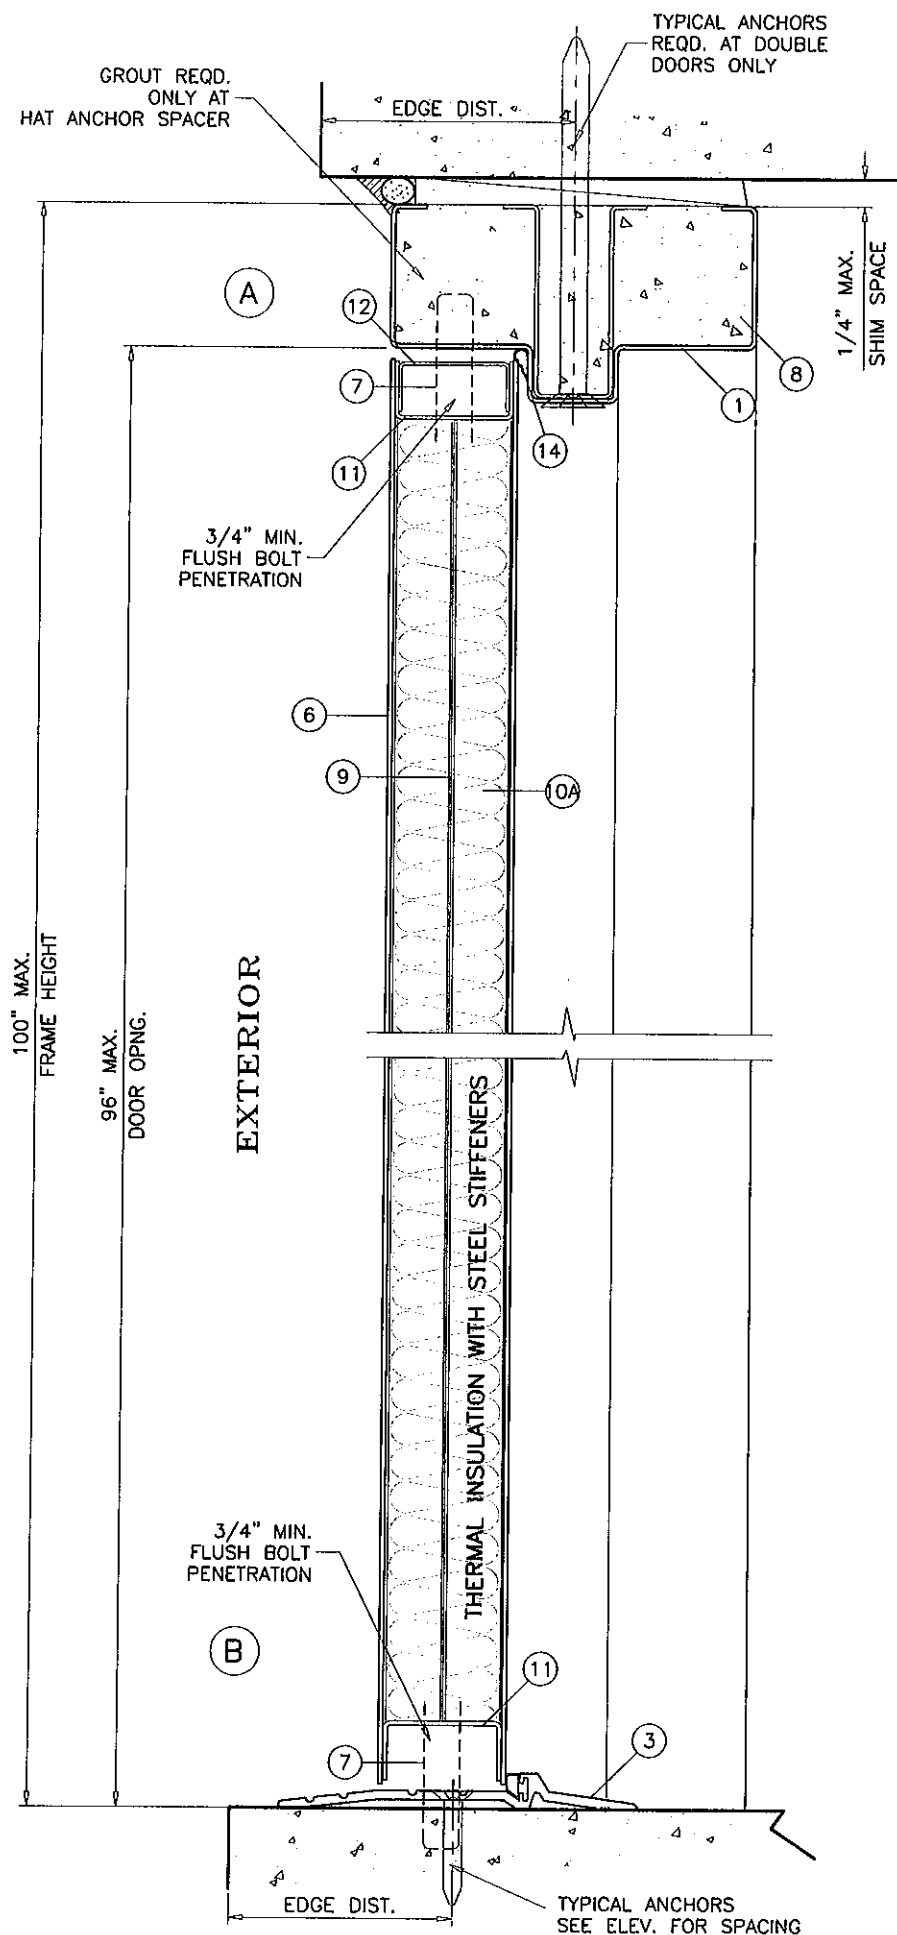 TYPICAL ANCHORS
REQD. AT DOUBLE
DOORS ONLY
GROUT REQD.
ONLY AT
HAT ANCHOR SPACER
EDGE DIST.
1/4" MAX.
SHIM SPACE
A
12
7
8
1
11
14
3/4" MIN.
FLUSH BOLT
PENETRATION
6
9
10A
100" MAX.
FRAME HEIGHT
96" MAX.
DOOR OPNG.
EXTERIOR
THERMAL INSULATION WITH STEEL STIFFENERS
3/4" MIN.
FLUSH BOLT
PENETRATION
B
11
3
7
EDGE DIST.
TYPICAL ANCHORS
SEE ELEV. FOR SPACING